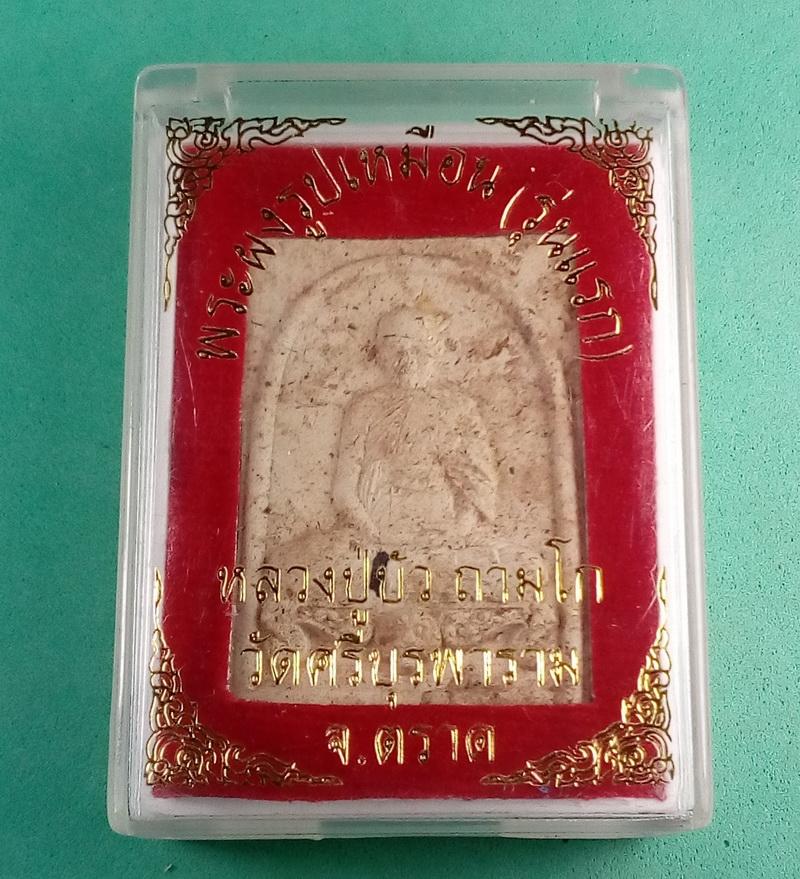 พระผงรูปเหมือน (รุ่นแรก)
หลวงปู่บัว ถามโก
วัดศรีบุรพาราม
จ.ตราด